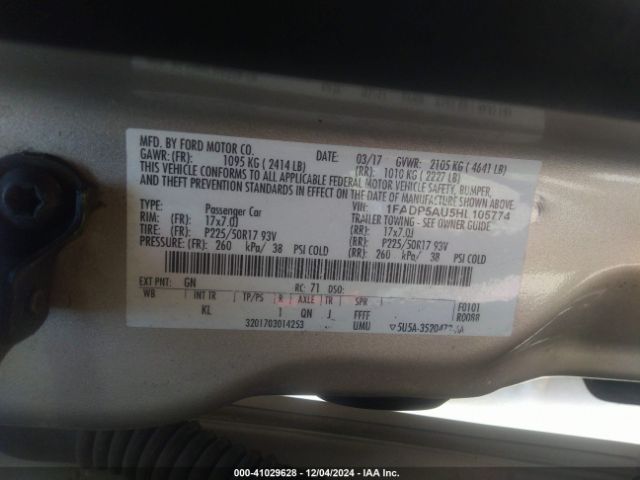 MFD. BY FORD MOTOR CO.
DATE: 03/17 GVWR: 2105 KG ( 4641 LB)
GAWR: (FR): 1095 KG ( 2414 LB) (RR): 1010 KG ( 2227 LB)
THIS VEHICLE CONFORMS TO ALL APPLICABLE FEDERAL MOTOR VEHICLE SAFETY, BUMPER,
AND THEFT PREVENTION STANDARDS IN EFFECT ON THE DATE OF MANUFACTURE SHOWN ABOVE.
VIN: 1FADP5AU5HL 105774
TYPE: Passenger Car TRAILER TOWING - SEE OWNER GUIDE
RIM: (FR): 17x7.0J (RR): 17x7.0J
TIRE: (FR): P225/50R17 93V (RR): P225/50R17 93V
PRESSURE: (FR): 260 kPa/ 38 PSI COLD (RR): 260 kPa/ 38 PSI COLD
EXT PNT: GN RC: 71 DSO:
WB INT TR TP/PS R AXLE TR SPR F0101
KL 1 QN J FFFF R0088
3201703014253 UMU
000-41029628 - 12/04/2024 - IAA Inc.